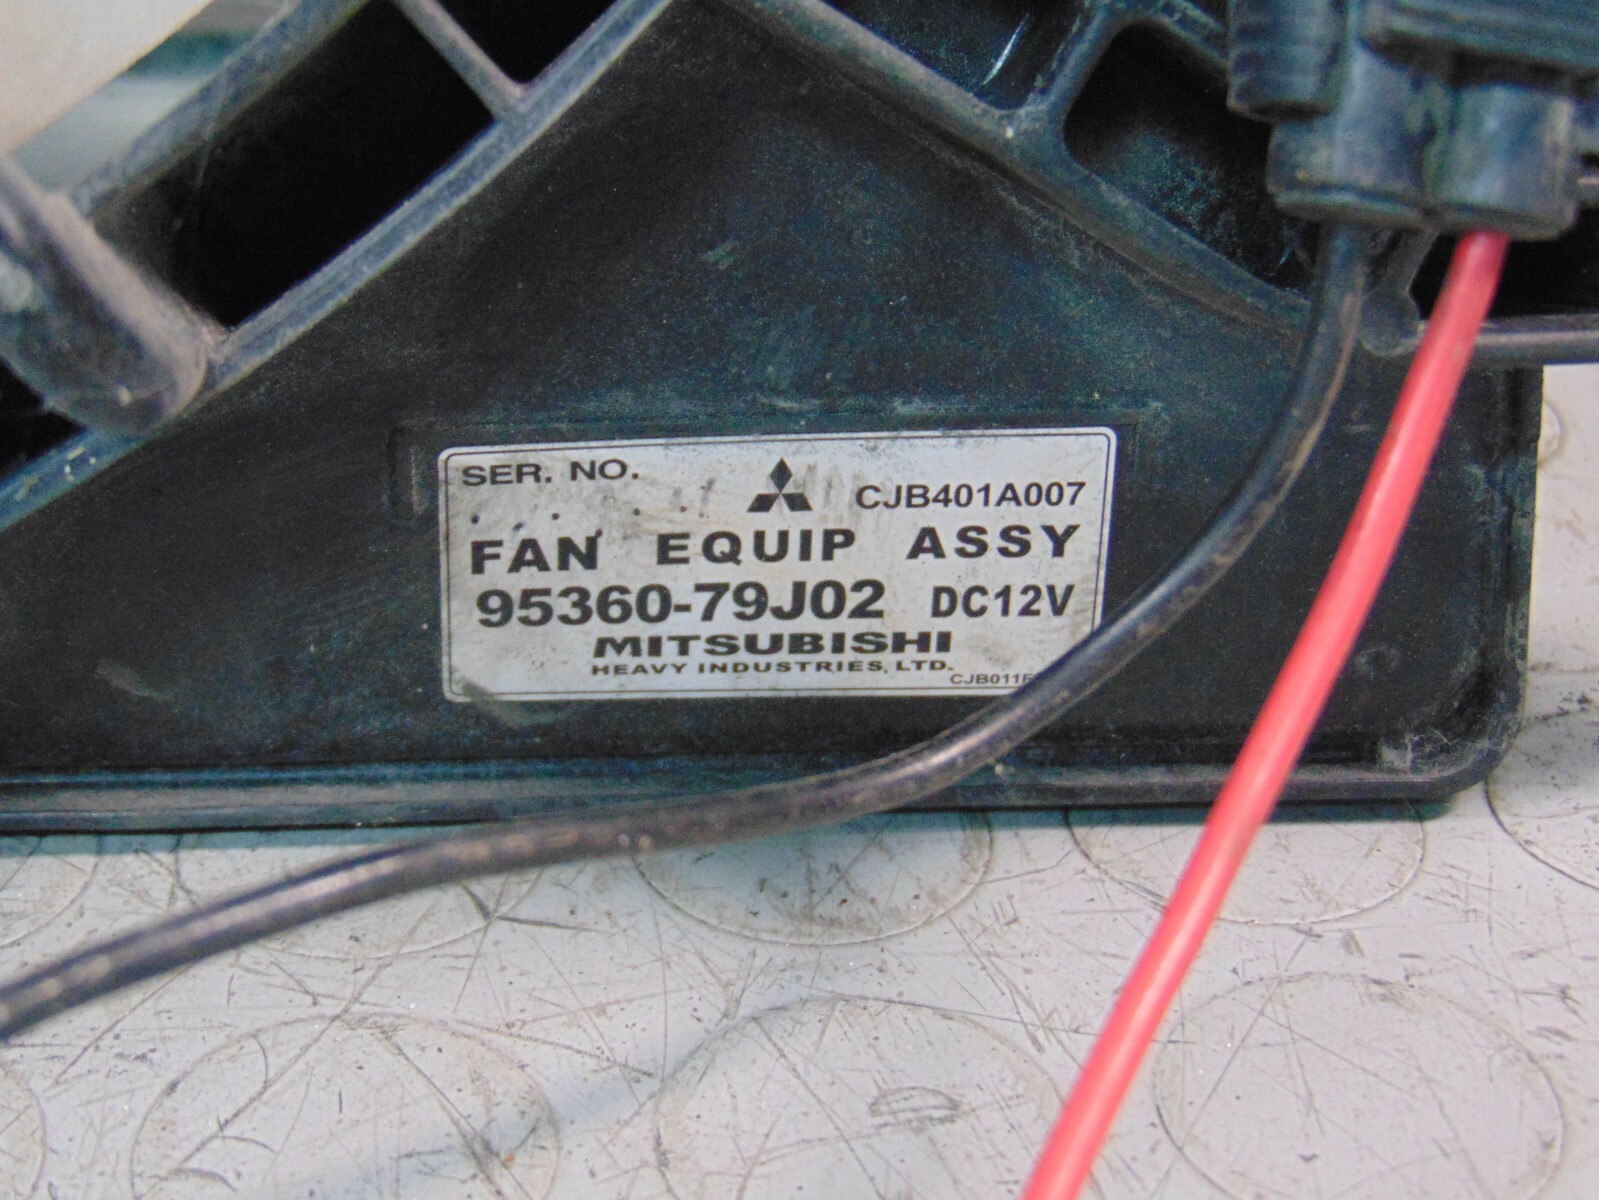 SER. NO.
CJB401A007
FAN EQUIP ASSY
95360-79J02 DC12V
MITSUBISHI
HEAVY INDUSTRIES, LTD.